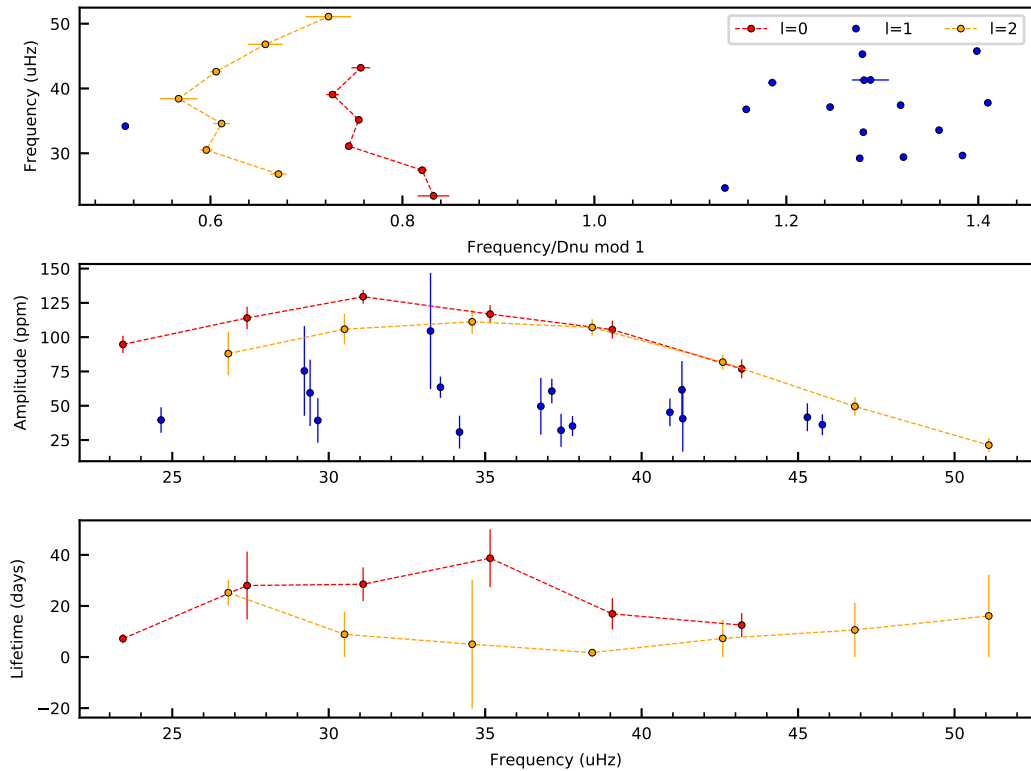 50
40
30
Frequency (uHz)
l=0 l=1 l=2
0.6 0.8 1.0 1.2 1.4
Frequency/Dnu mod 1
150
125
100
75
50
25
Amplitude (ppm)
25 30 35 40 45 50
40
20
0
−20
Lifetime (days)
25 30 35 40 45 50
Frequency (uHz)